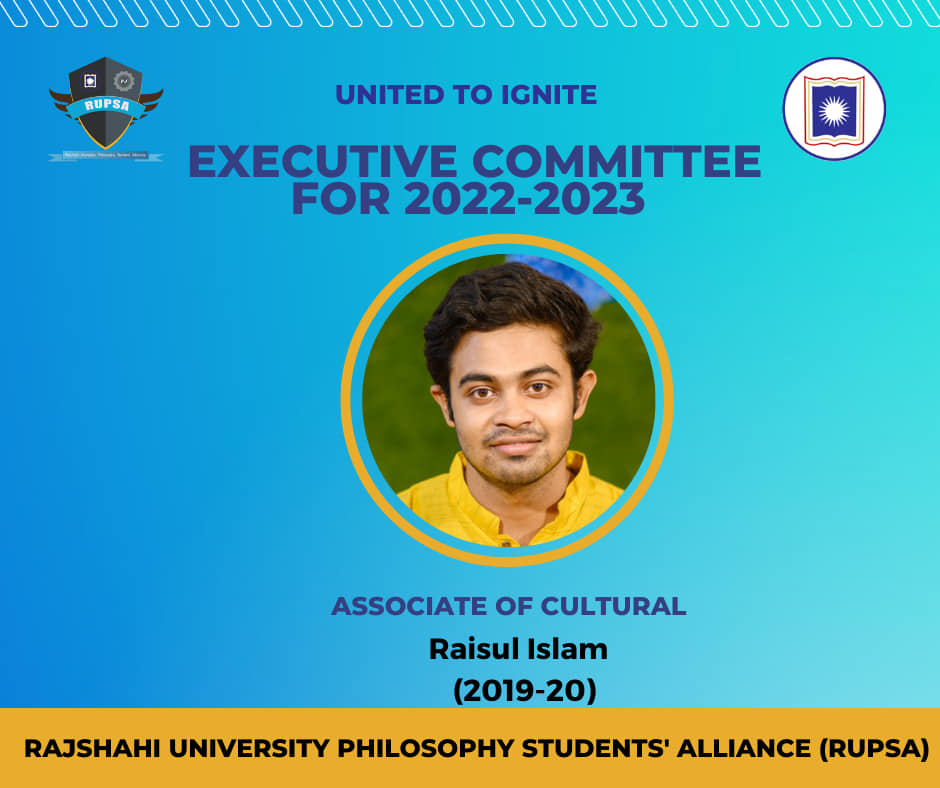 UNITED TO IGNITE
RUPSA
EXECUTIVE COMMITTEE
FOR 2022-2023
ASSOCIATE OF CULTURAL
Raisul Islam
(2019-20)
RAJSHAHI UNIVERSITY PHILOSOPHY STUDENTS' ALLIANCE (RUPSA)